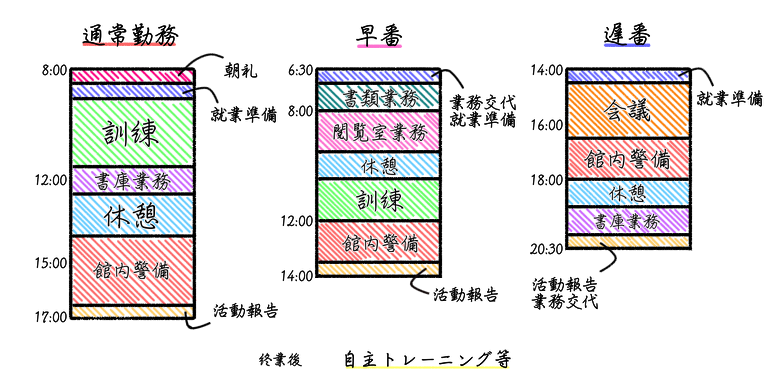 通常勤務
8:00
朝礼
就業準備
訓練
12:00
書庫業務
休憩
15:00
館内警備
17:00
活動報告
早番
6:30
業務交代
就業準備
書類業務
8:00
閲覧室業務
休憩
訓練
12:00
館内警備
14:00
活動報告
遅番
14:00
就業準備
会議
16:00
館内警備
18:00
休憩
書庫業務
20:30
活動報告
業務交代
終業後 自主トレーニング等